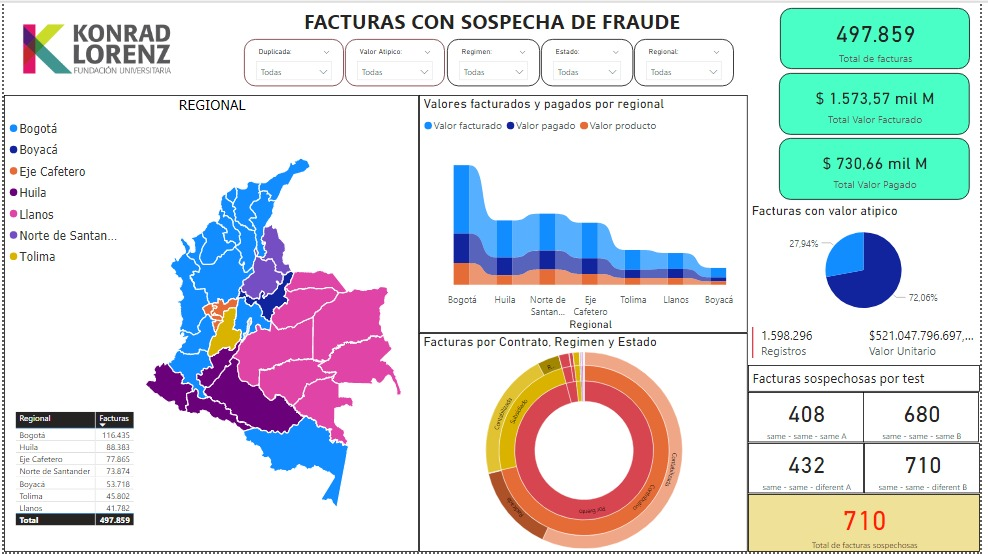 KONRAD
LORENZ
FUNDACIÓN UNIVERSITARIA
FACTURAS CON SOSPECHA DE FRAUDE
Duplicada:
Todas
Valor Atipico:
Todas
Regimen:
Todas
Estado:
Todas
Regional:
Todas
497.859
Total de facturas
$ 1.573,57 mil M
Total Valor Facturado
$ 730,66 mil M
Total Valor Pagado
REGIONAL
Bogotá
Boyacá
Eje Cafetero
Huila
Llanos
Norte de Santan...
Tolima
Regional Facturas
Bogotá 116.435
Huila 88.383
Eje Cafetero 77.865
Norte de Santander 73.874
Boyacá 53.718
Tolima 45.802
Llanos 41.782
Total 497.859
Valores facturados y pagados por regional
Valor facturado Valor pagado Valor producto
Bogotá Huila Norte de Santan... Eje Cafetero Tolima Llanos Boyacá
Regional
Facturas por Contrato, Regimen y Estado
Contabilizada
Subsidiado
R...
Contabilizada
Contributivo
Por Evento
Radicada
Facturas con valor atipico
27,94%
72,06%
1.598.296
Registros
$521.047.796.697,...
Valor Unitario
Facturas sospechosas por test
408
same - same - same A
680
same - same - same B
432
same - same - diferent A
710
same - same - diferent B
710
Total de facturas sospechosas